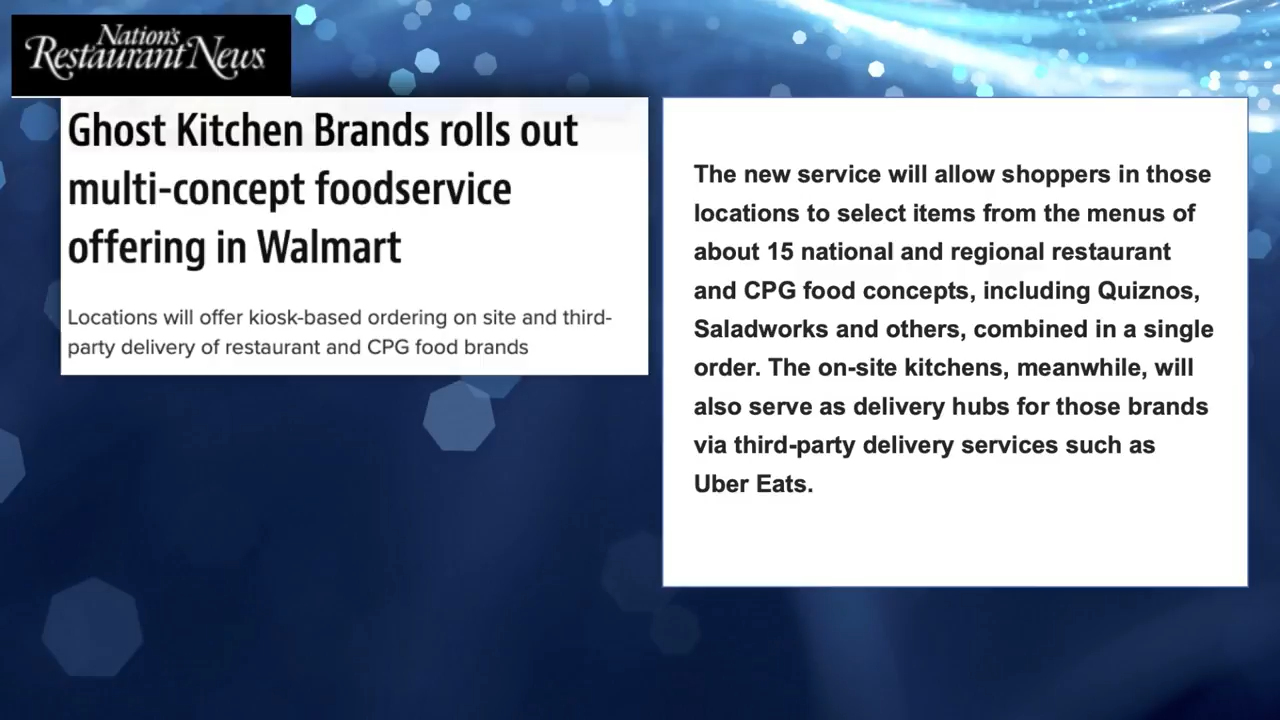 Nation's
Restaurant News
Ghost Kitchen Brands rolls out
multi-concept foodservice
offering in Walmart
Locations will offer kiosk-based ordering on site and third-
party delivery of restaurant and CPG food brands
The new service will allow shoppers in those
locations to select items from the menus of
about 15 national and regional restaurant
and CPG food concepts, including Quiznos,
Saladworks and others, combined in a single
order. The on-site kitchens, meanwhile, will
also serve as delivery hubs for those brands
via third-party delivery services such as
Uber Eats.